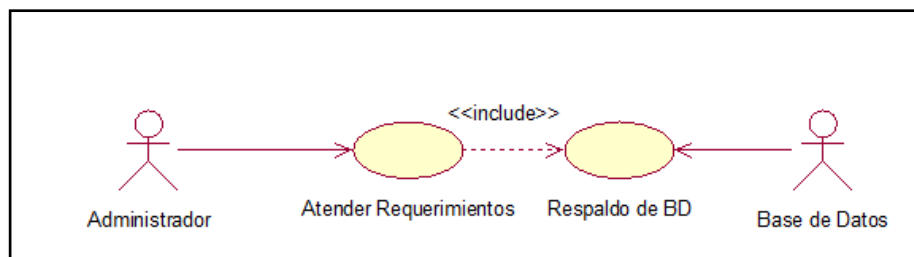 <<include>>
Administrador
Atender Requerimientos
Respaldo de BD
Base de Datos